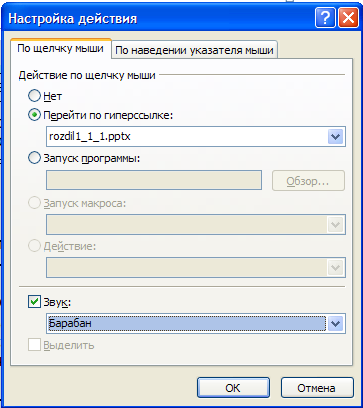 Настройка действия
По щелчку мыши По наведении указателя мыши
Действие по щелчку мыши
Нет
Перейти по гиперссылке:
rozdil1_1_1.pptx
Запуск программы:
Обзор...
Запуск макроса:
Действие:
Звук:
Барабан
Выделить
ОК Отмена